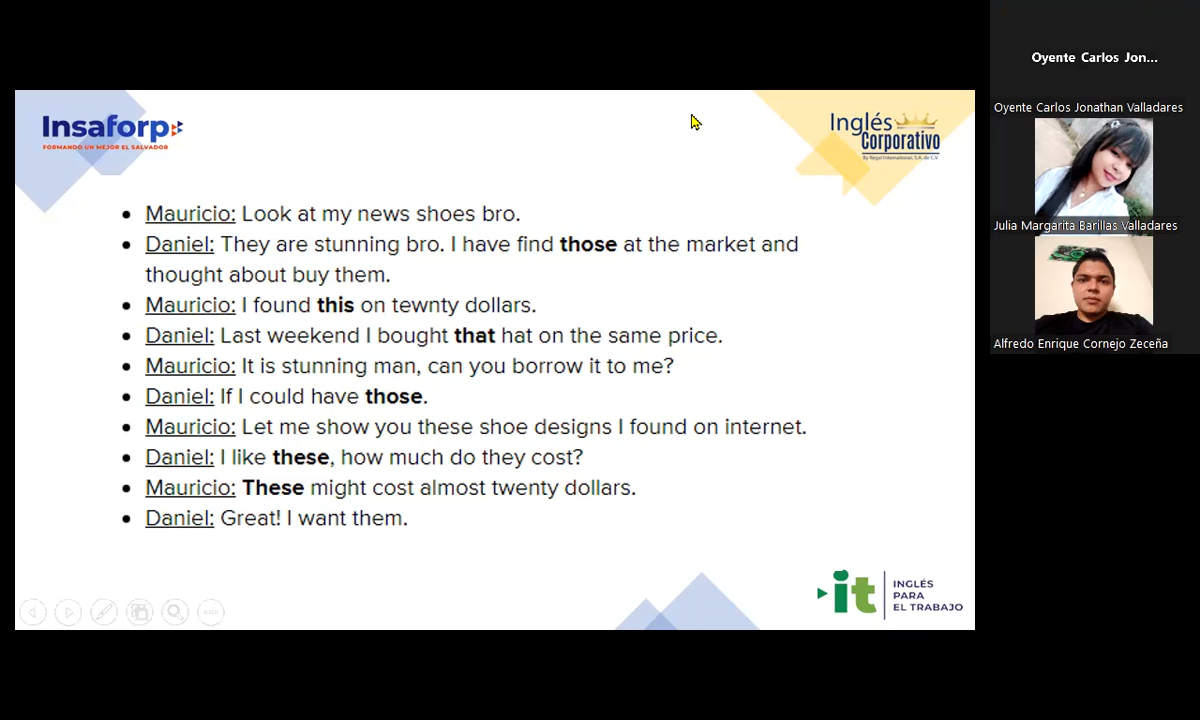 Oyente Carlos Jon...
Oyente Carlos Jonathan Valladares
Julia Margarita Barillas Valladares
Alfredo Enrique Cornejo Zeceña
Insaforp
FORMANDO UN MEJOR EL SALVADOR
Inglés
Corporativo
By Regal International, S.A. de C.V.
• Mauricio: Look at my news shoes bro.
• Daniel: They are stunning bro. I have find those at the market and
thought about buy them.
• Mauricio: I found this on tewnty dollars.
• Daniel: Last weekend I bought that hat on the same price.
• Mauricio: It is stunning man, can you borrow it to me?
• Daniel: If I could have those.
• Mauricio: Let me show you these shoe designs I found on internet.
• Daniel: I like these, how much do they cost?
• Mauricio: These might cost almost twenty dollars.
• Daniel: Great! I want them.
it
INGLÉS
PARA
EL TRABAJO